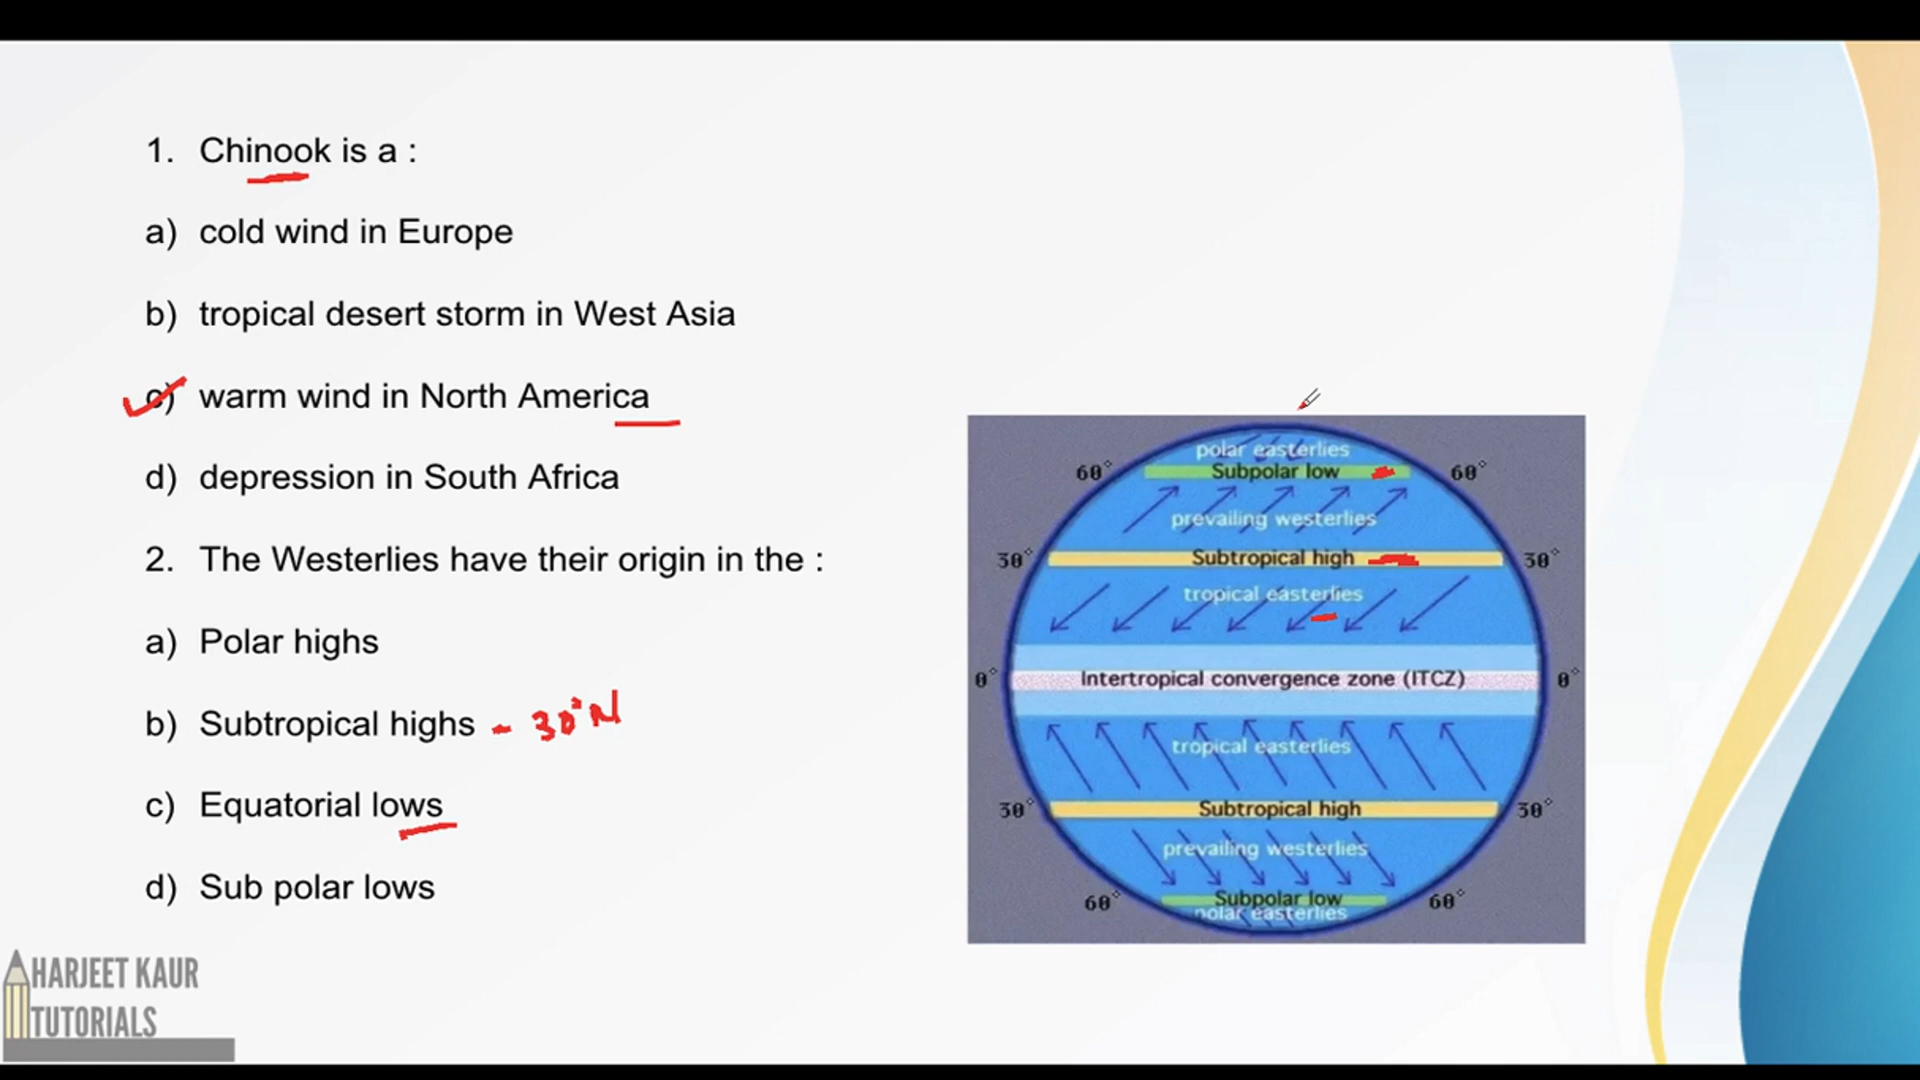 1. Chinook is a :
a) cold wind in Europe
b) tropical desert storm in West Asia
c) warm wind in North America
d) depression in South Africa
2. The Westerlies have their origin in the :
a) Polar highs
b) Subtropical highs - 30°N
c) Equatorial lows
d) Sub polar lows
polar easterlies
60° Subpolar low 60°
prevailing westerlies
30° Subtropical high 30°
tropical easterlies
0° Intertropical convergence zone (ITCZ) 0°
tropical easterlies
30° Subtropical high 30°
prevailing westerlies
60° Subpolar low 60°
polar easterlies
HARJEET KAUR
TUTORIALS